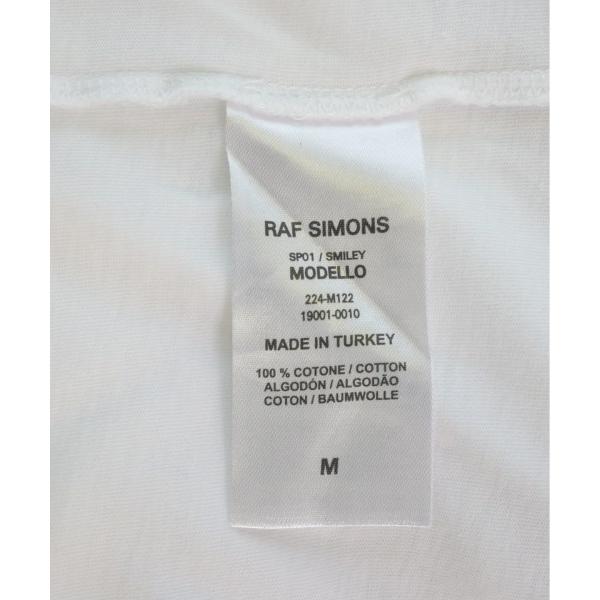 RAF SIMONS
SP01 / SMILEY
MODELLO
224-M122
19001-0010
MADE IN TURKEY
100 % COTONE / COTTON
ALGODÓN / ALGODÃO
COTON / BAUMWOLLE
M